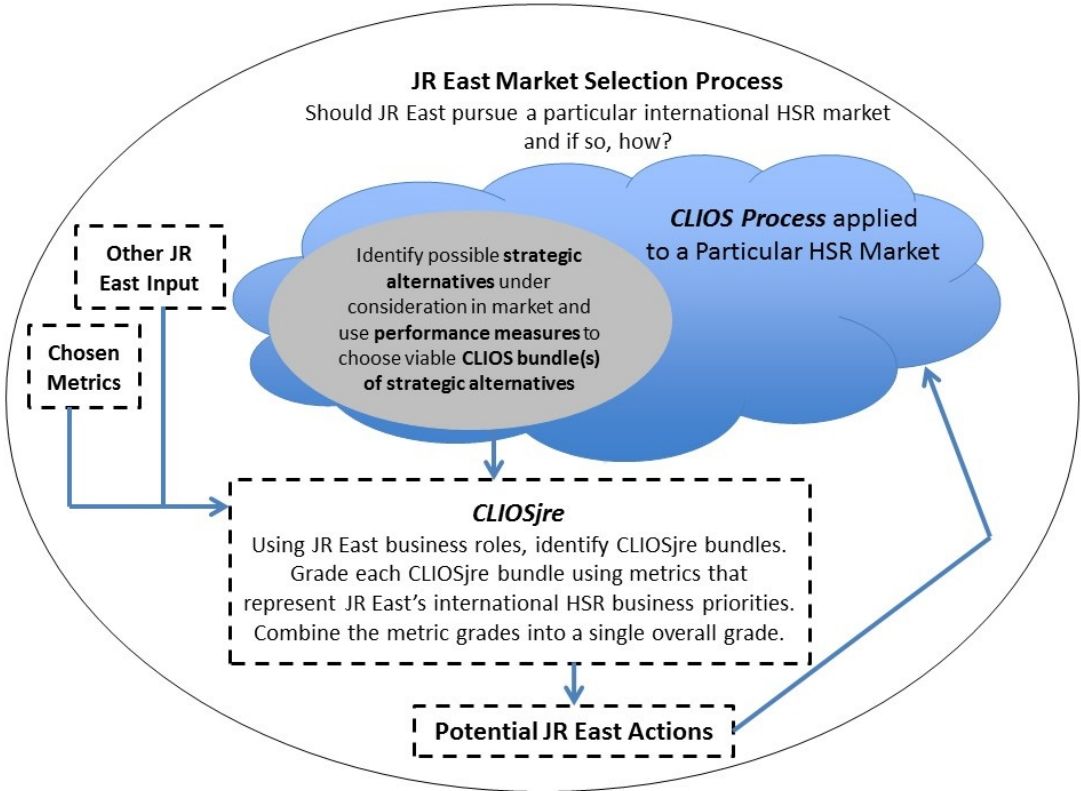 JR East Market Selection Process
Should JR East pursue a particular international HSR market
and if so, how?
CLIOS Process applied
to a Particular HSR Market
Identify possible strategic
alternatives under
consideration in market and
use performance measures to
choose viable CLIOS bundle(s)
of strategic alternatives
Other JR
East Input
Chosen
Metrics
CLIOSjre
Using JR East business roles, identify CLIOSjre bundles.
Grade each CLIOSjre bundle using metrics that
represent JR East's international HSR business priorities.
Combine the metric grades into a single overall grade.
Potential JR East Actions